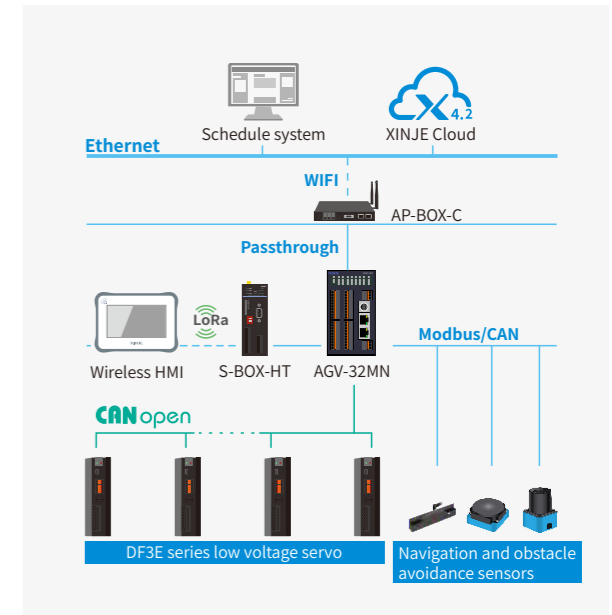 4.2
Schedule system
XINJE Cloud
Ethernet
WIFI
AP-BOX-C
Passthrough
LoRa
Modbus/CAN
Wireless HMI
S-BOX-HT
AGV-32MN
CANopen
DF3E series low voltage servo
Navigation and obstacle
avoidance sensors